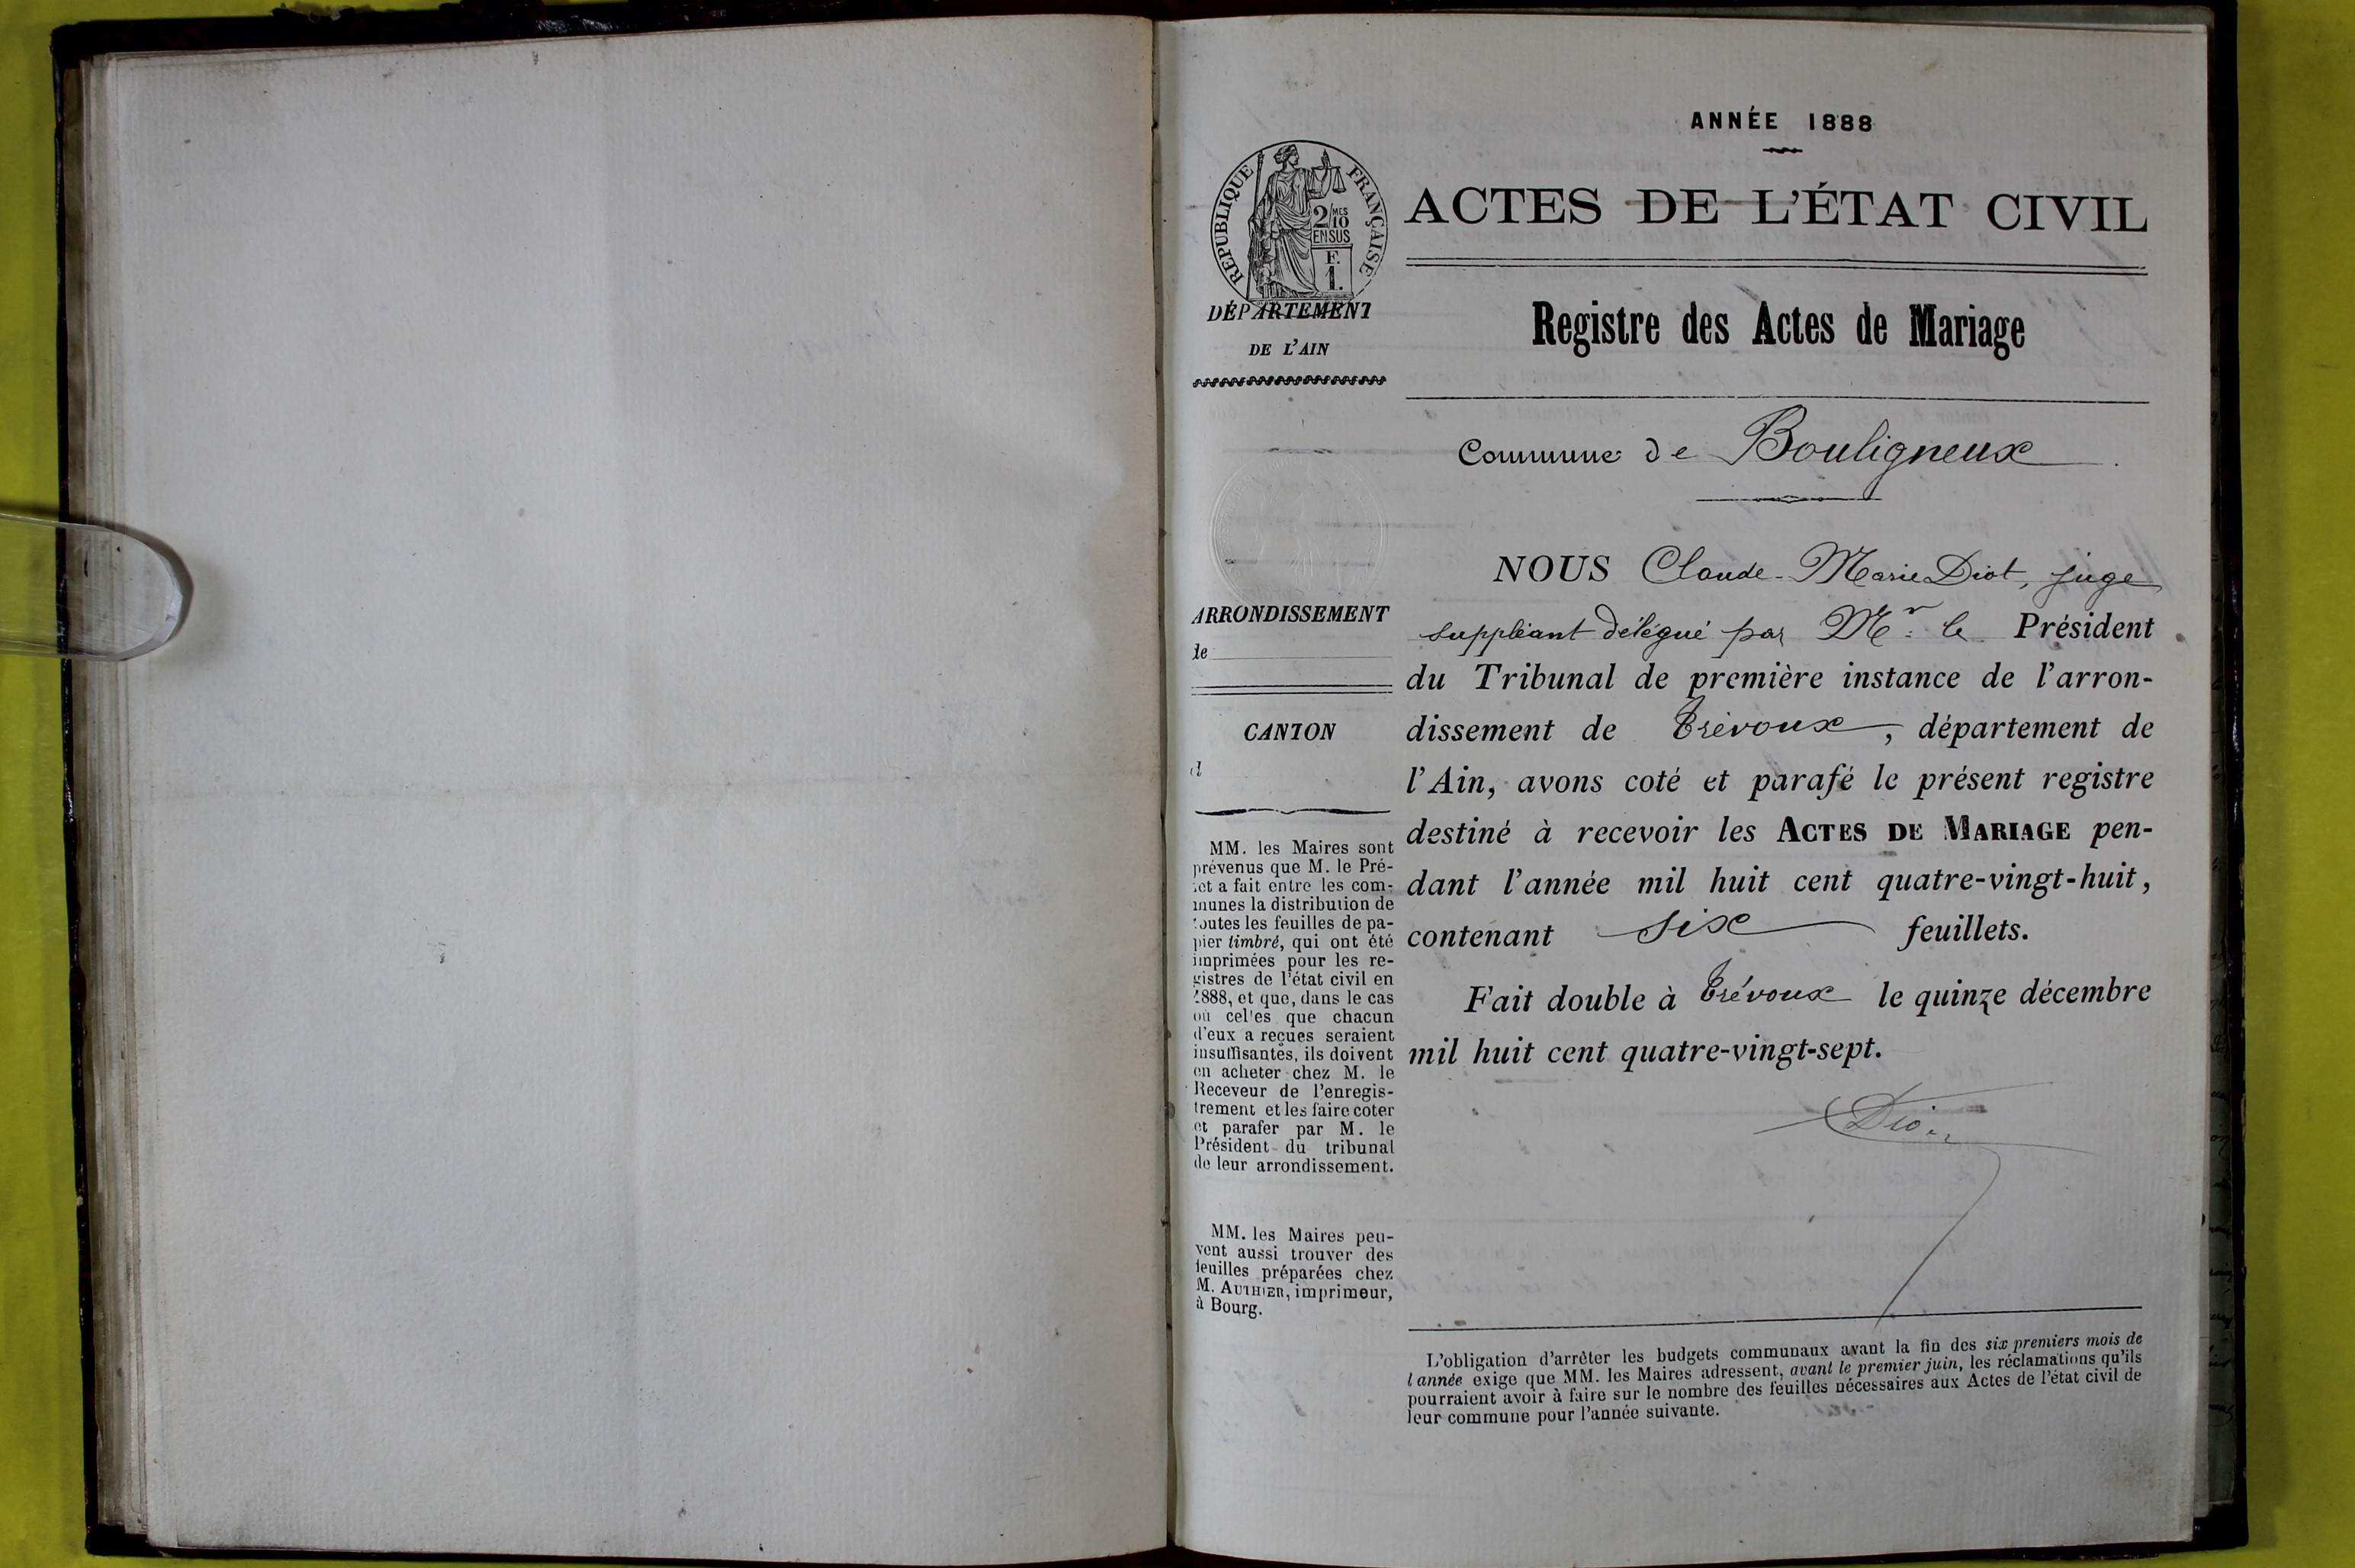 ANNÉE 1888
RÉPUBLIQUE FRANÇAISE
2/MES
10
EN SUS
F.
1.
ACTES DE L'ÉTAT CIVIL
DÉPARTEMENT
DE L'AIN
Registre des Actes de Mariage
Commune de Bouligneux
NOUS Claude-Marie Diot, juge
suppléant délégué par Mr. le Président
du Tribunal de première instance de l'arron-
dissement de Trévoux, département de
l'Ain, avons coté et parafé le présent registre
destiné à recevoir les ACTES DE MARIAGE pen-
dant l'année mil huit cent quatre-vingt-huit,
contenant six feuillets.
Fait double à Trévoux le quinze décembre
mil huit cent quatre-vingt-sept.
Diot
ARRONDISSEMENT
de
CANTON
d
MM. les Maires sont
prévenus que M. le Pré-
fet a fait entre les com-
munes la distribution de
toutes les feuilles de pa-
pier timbré, qui ont été
imprimées pour les re-
gistres de l'état civil en
1888, et que, dans le cas
où celles que chacun
d'eux a reçues seraient
insuffisantes, ils doivent
en acheter chez M. le
Receveur de l'enregis-
trement et les faire coter
et parafer par M. le
Président du tribunal
de leur arrondissement.
MM. les Maires peu-
vent aussi trouver des
feuilles préparées chez
M. AUTHIER, imprimeur,
à Bourg.
L'obligation d'arrêter les budgets communaux avant la fin des six premiers mois de
l'année exige que MM. les Maires adressent, avant le premier juin, les réclamations qu'ils
pourraient avoir à faire sur le nombre des feuilles nécessaires aux Actes de l'état civil de
leur commune pour l'année suivante.